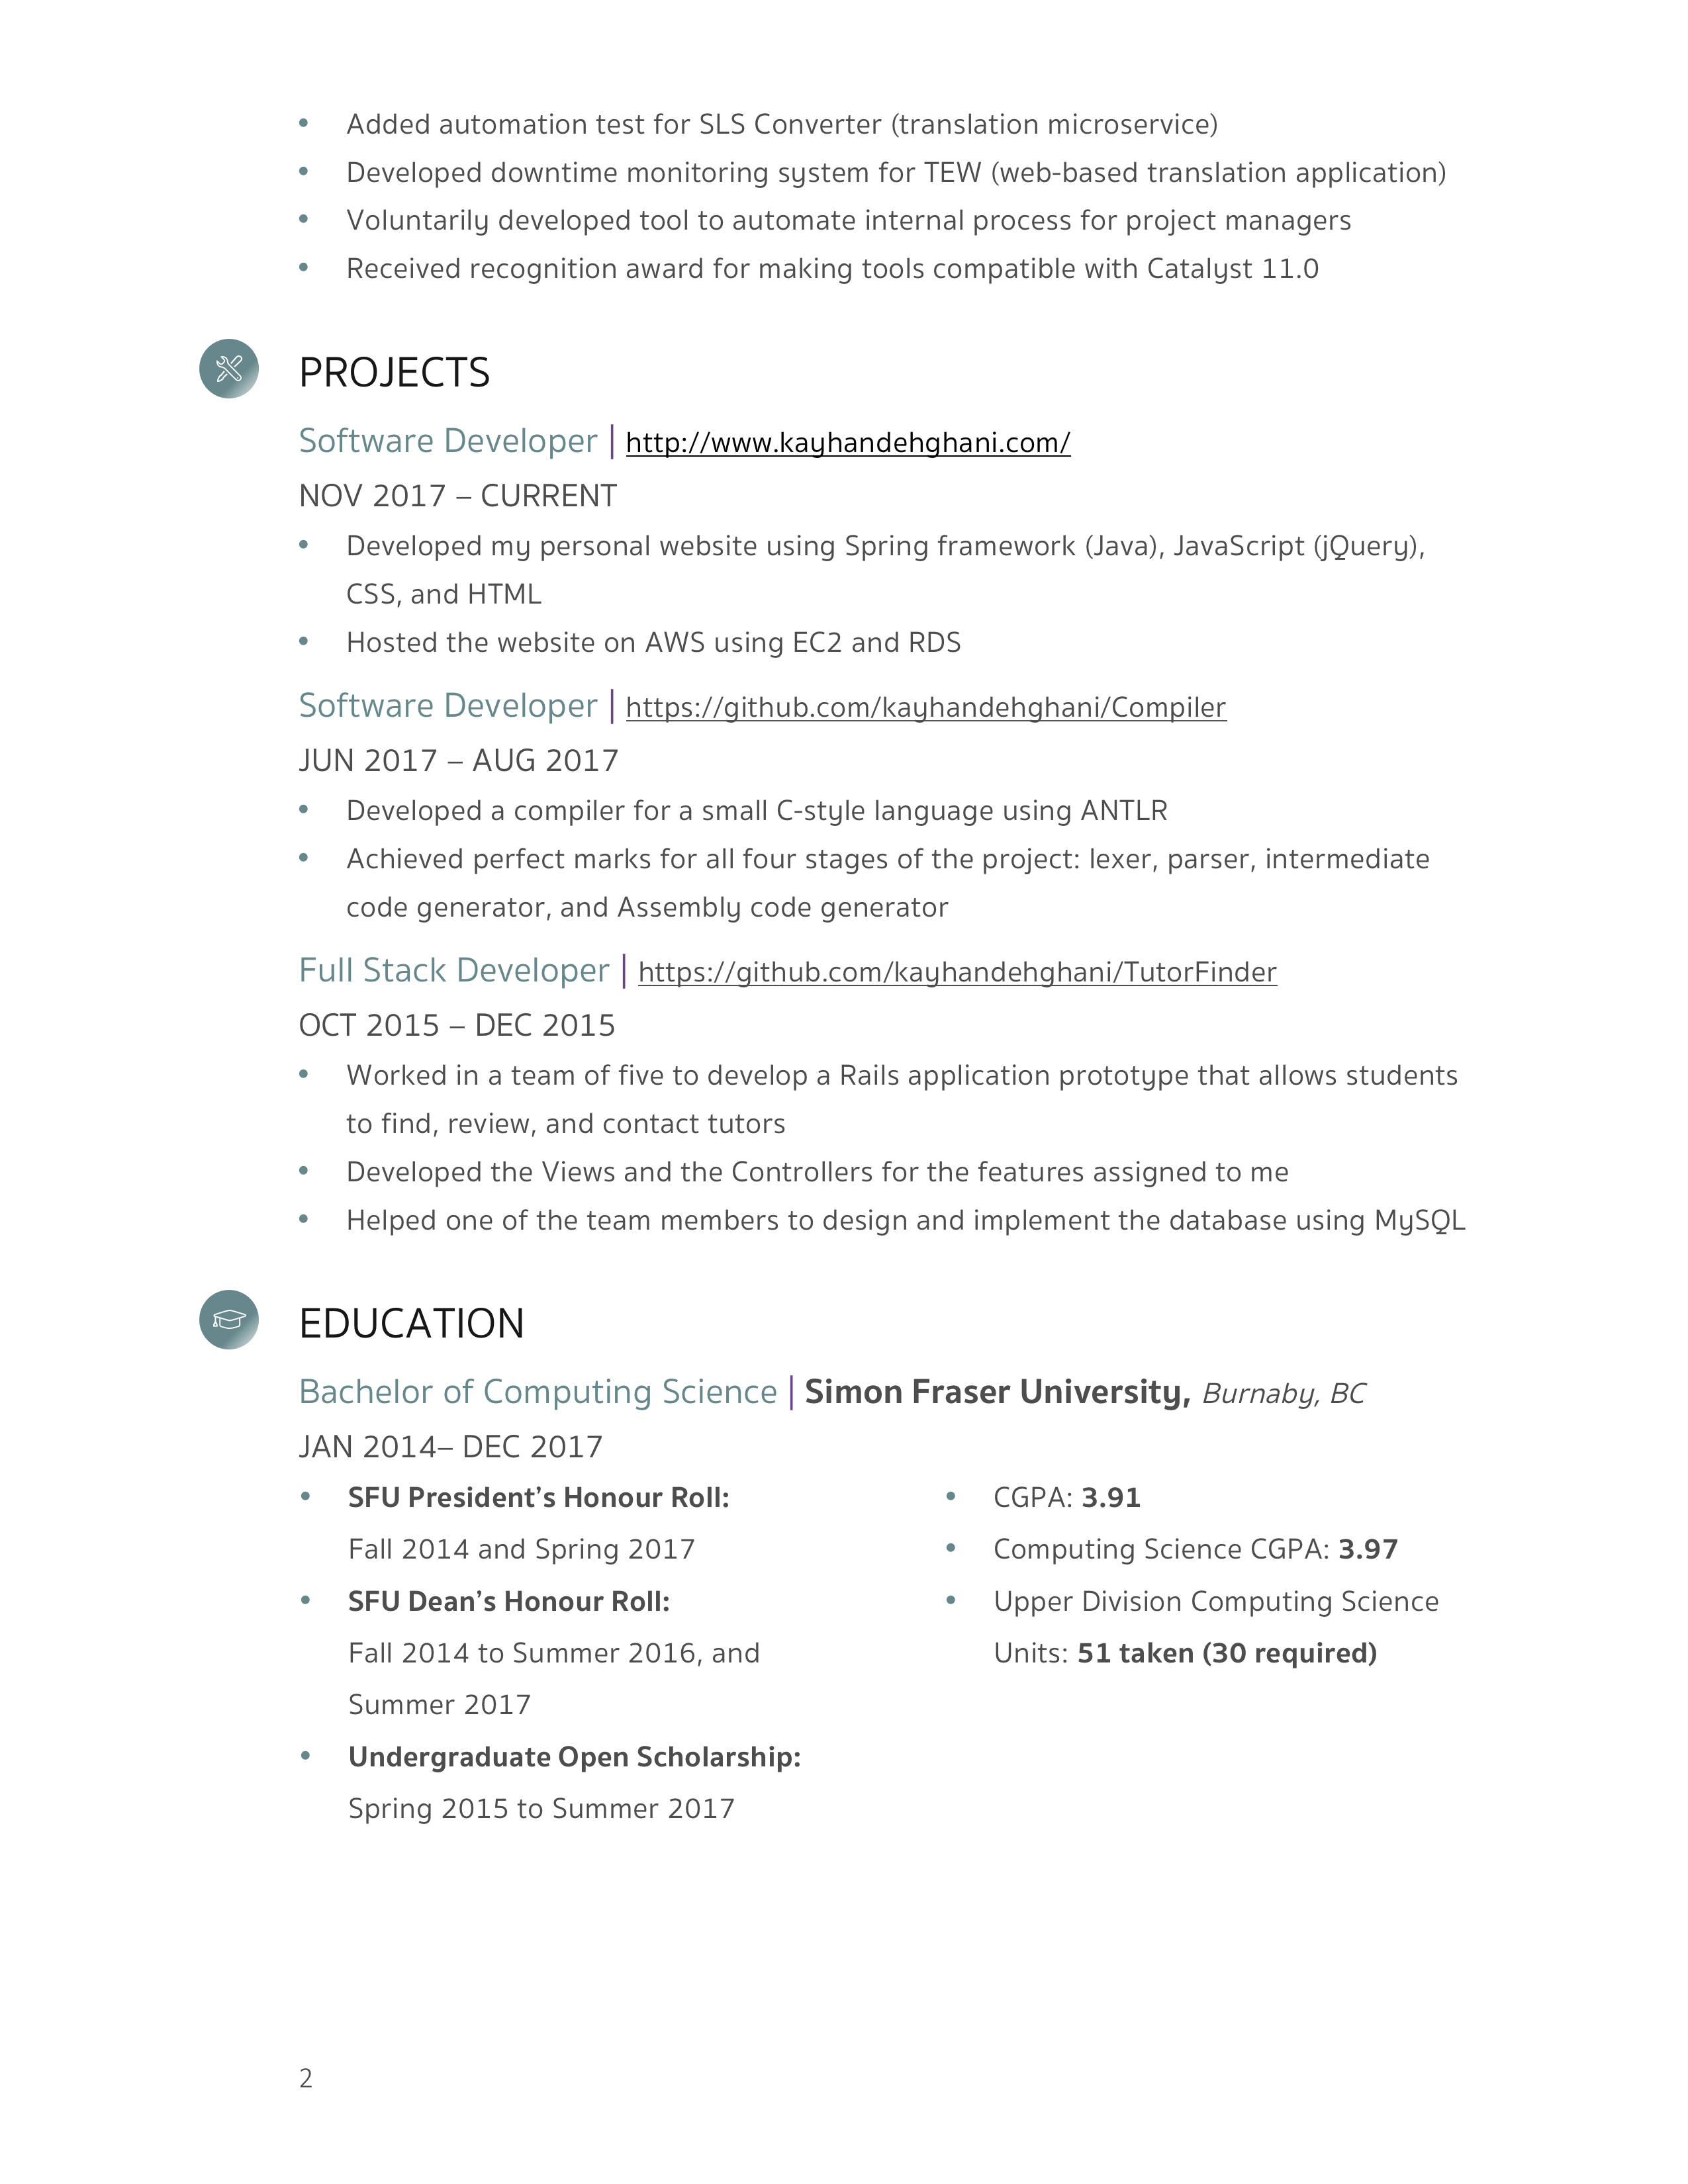 • Added automation test for SLS Converter (translation microservice)
• Developed downtime monitoring system for TEW (web-based translation application)
• Voluntarily developed tool to automate internal process for project managers
• Received recognition award for making tools compatible with Catalyst 11.0
PROJECTS
Software Developer | http://www.kayhandehghani.com/
NOV 2017 – CURRENT
• Developed my personal website using Spring framework (Java), JavaScript (jQuery),
CSS, and HTML
• Hosted the website on AWS using EC2 and RDS
Software Developer | https://github.com/kayhandehghani/Compiler
JUN 2017 – AUG 2017
• Developed a compiler for a small C-style language using ANTLR
• Achieved perfect marks for all four stages of the project: lexer, parser, intermediate
code generator, and Assembly code generator
Full Stack Developer | https://github.com/kayhandehghani/TutorFinder
OCT 2015 – DEC 2015
• Worked in a team of five to develop a Rails application prototype that allows students
to find, review, and contact tutors
• Developed the Views and the Controllers for the features assigned to me
• Helped one of the team members to design and implement the database using MySQL
EDUCATION
Bachelor of Computing Science | Simon Fraser University, Burnaby, BC
JAN 2014– DEC 2017
• SFU President’s Honour Roll:
Fall 2014 and Spring 2017
• SFU Dean’s Honour Roll:
Fall 2014 to Summer 2016, and
Summer 2017
• Undergraduate Open Scholarship:
Spring 2015 to Summer 2017
• CGPA: 3.91
• Computing Science CGPA: 3.97
• Upper Division Computing Science
Units: 51 taken (30 required)
2